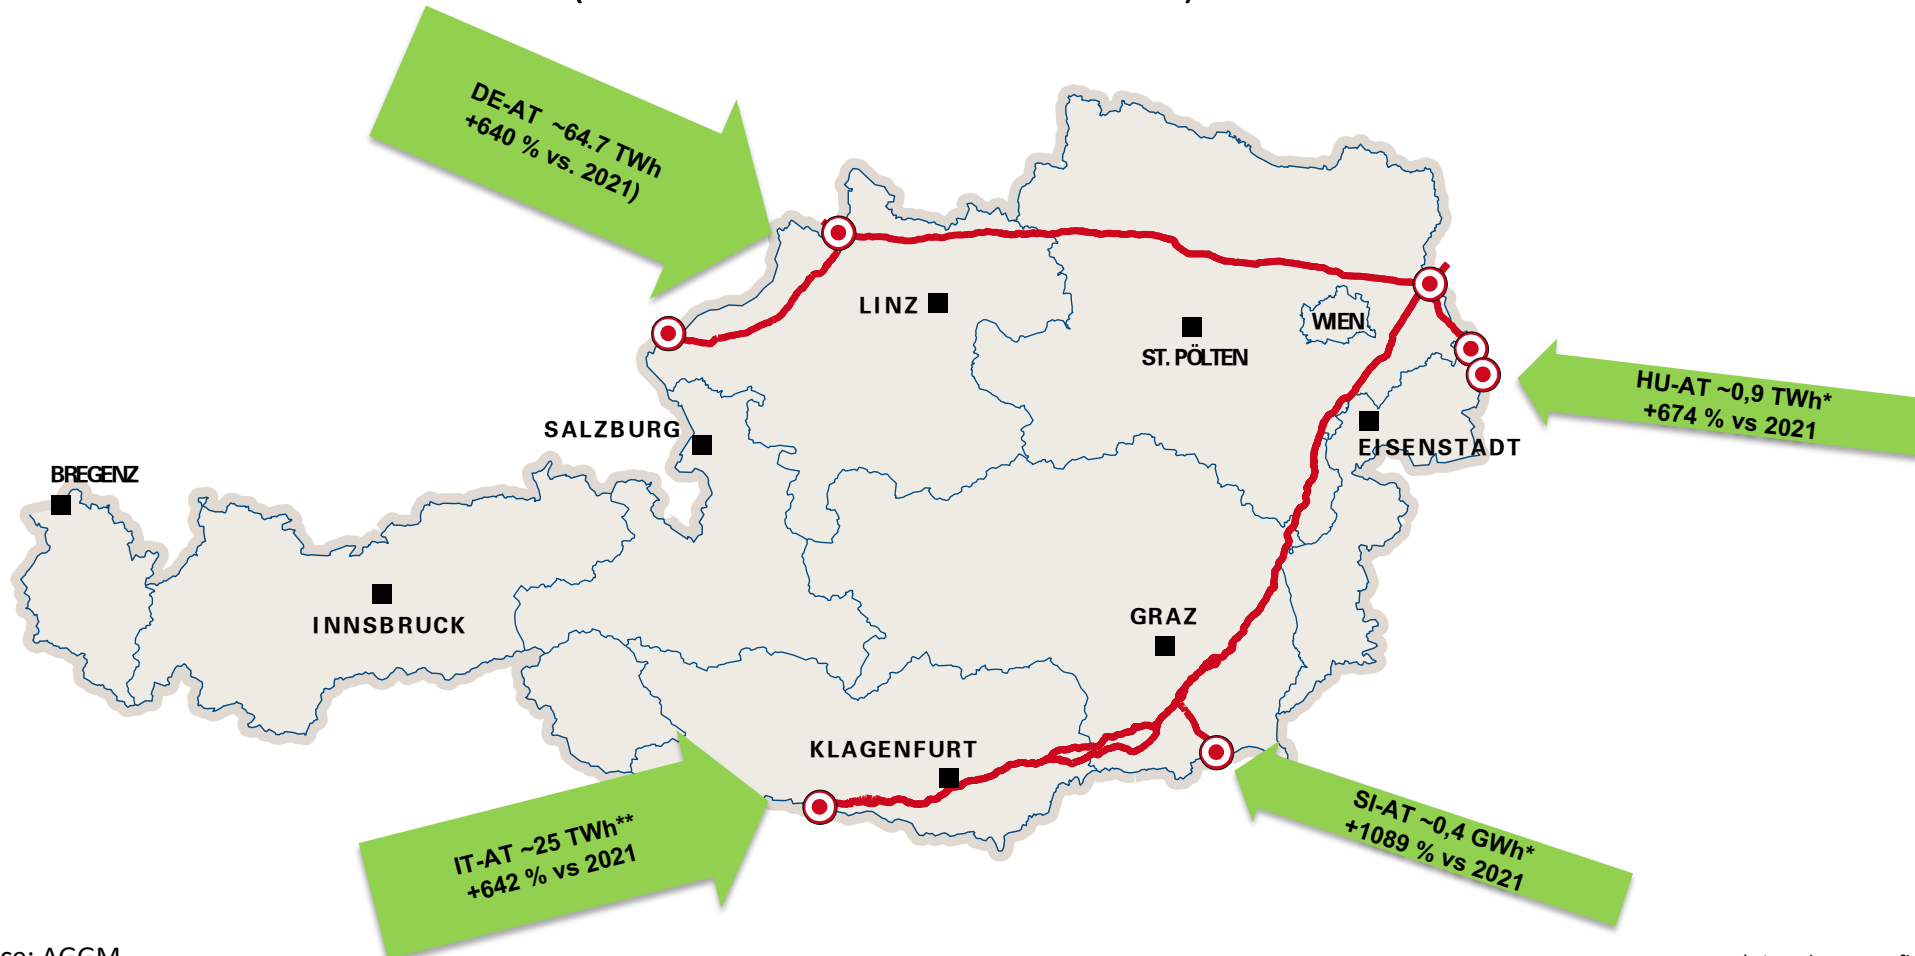 DE-AT ~64.7 TWh
+640 % vs. 2021)
LINZ
WIEN
ST. PÖLTEN
HU-AT ~0,9 TWh*
+674 % vs 2021
SALZBURG
EISENSTADT
BREGENZ
INNSBRUCK
GRAZ
KLAGENFURT
IT-AT ~25 TWh**
+642 % vs 2021
SI-AT ~0,4 GWh*
+1089 % vs 2021